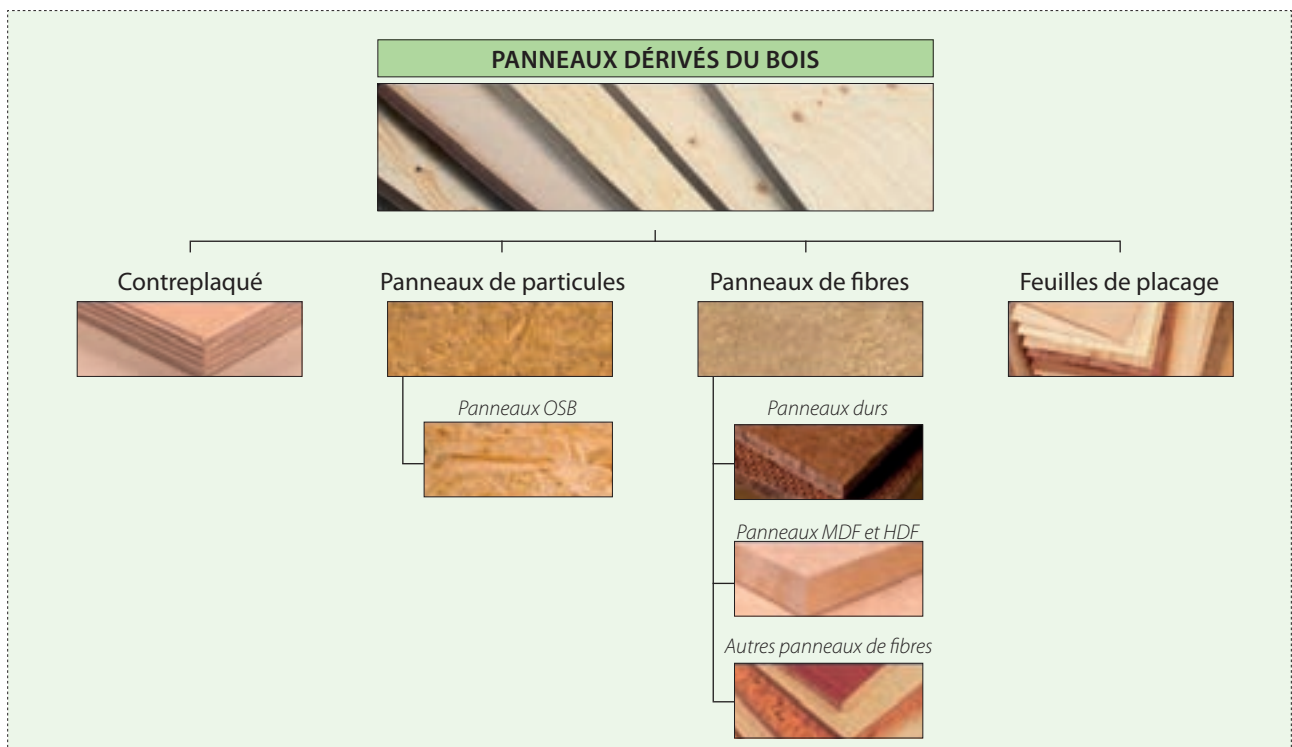 PANNEAUX DÉRIVÉS DU BOIS
Contreplaqué
Panneaux de particules
Panneaux de fibres
Feuilles de placage
Panneaux OSB
Panneaux durs
Panneaux MDF et HDF
Autres panneaux de fibres